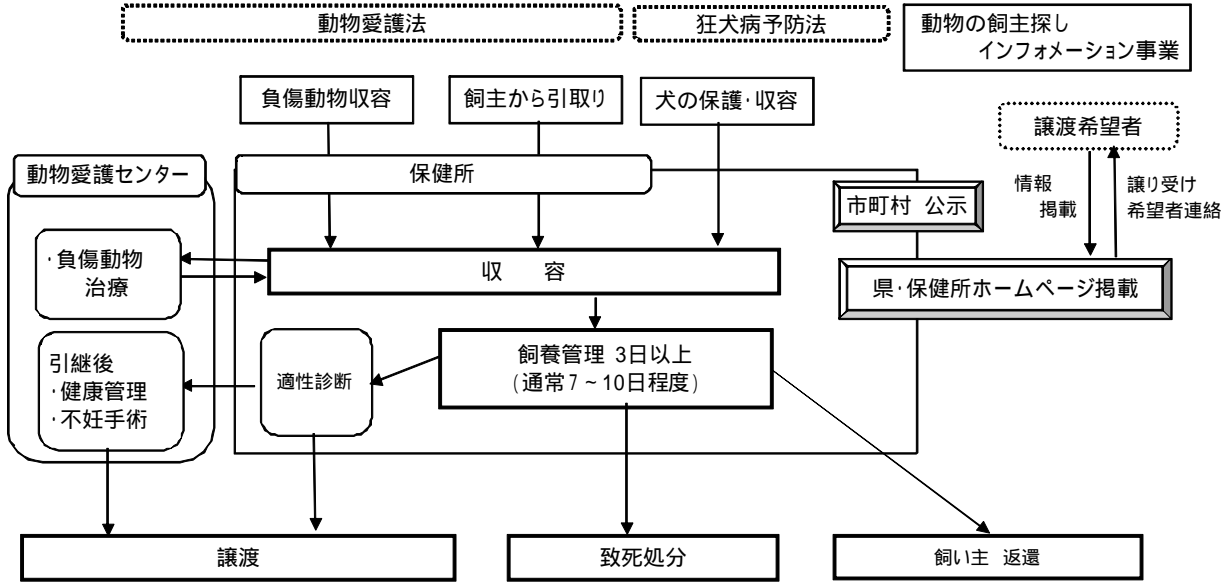 動物愛護法
狂犬病予防法
動物の飼主探し
インフォメーション事業
負傷動物収容
飼主から引取り
犬の保護・収容
譲渡希望者
動物愛護センター
保健所
市町村 公示
情報
掲載
譲り受け
希望者連絡
・負傷動物
治療
収 容
県・保健所ホームページ掲載
引継後
・健康管理
・不妊手術
適性診断
飼養管理 3日以上
(通常7~10日程度)
譲渡
致死処分
飼い主 返還